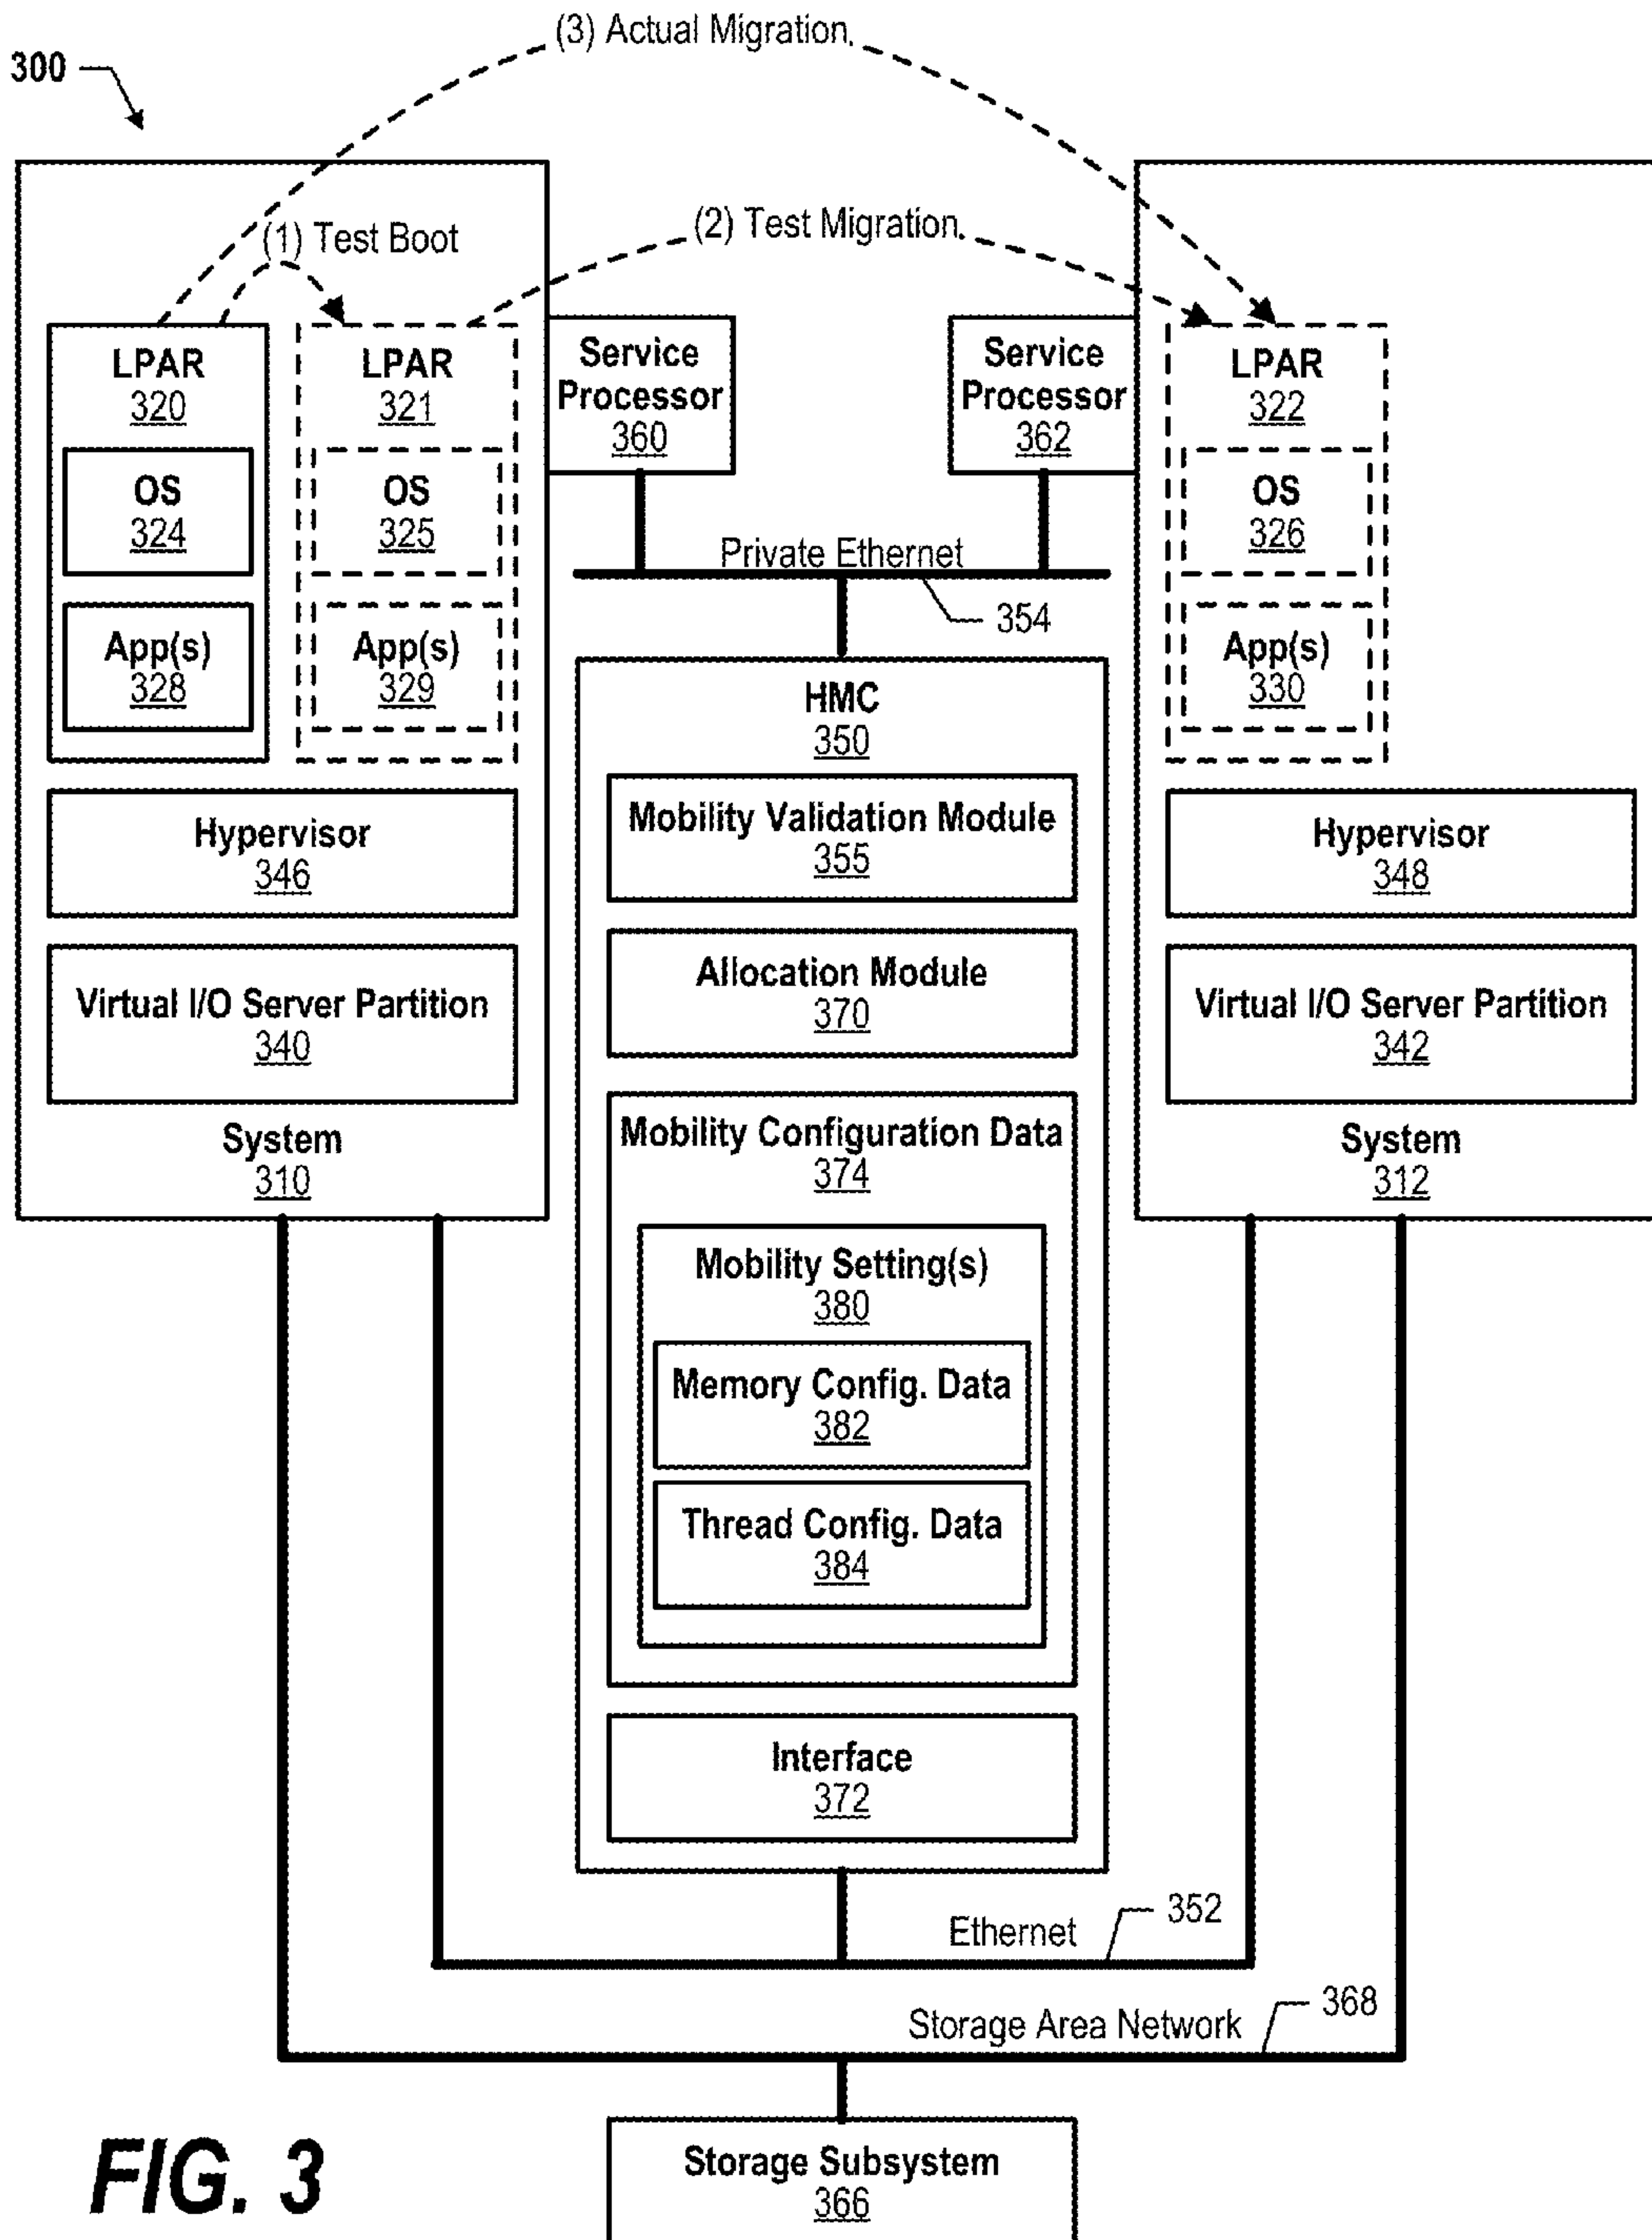 (3) Actual Migration
300
(1) Test Boot
(2) Test Migration
LPAR
320
OS
324
App(s)
328
LPAR
321
OS
325
App(s)
329
Hypervisor
346
Virtual I/O Server Partition
340
System
310
Service
Processor
360
Service
Processor
362
Private Ethernet
354
HMC
350
Mobility Validation Module
355
Allocation Module
370
Mobility Configuration Data
374
Mobility Setting(s)
380
Memory Config. Data
382
Thread Config. Data
384
Interface
372
LPAR
322
OS
326
App(s)
330
Hypervisor
348
Virtual I/O Server Partition
342
System
312
Ethernet
352
Storage Area Network
368
Storage Subsystem
366
FIG. 3